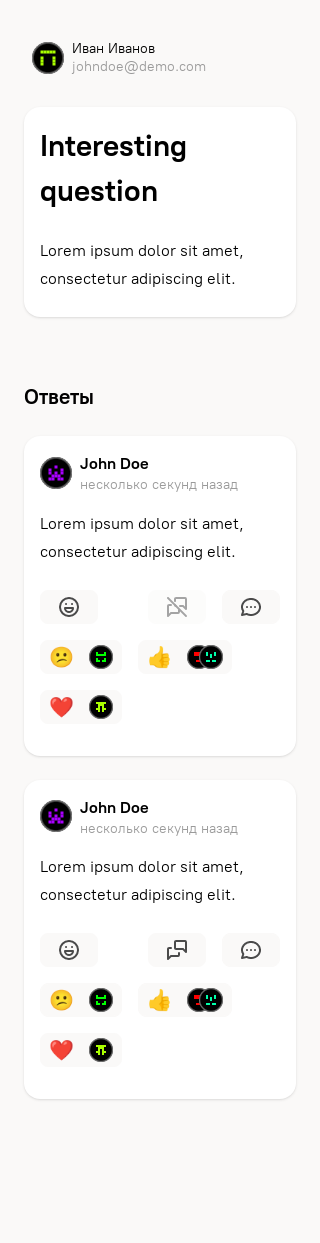 Иван Иванов
johndoe@demo.com
Interesting
question
Lorem ipsum dolor sit amet,
consectetur adipiscing elit.
Ответы
John Doe
несколько секунд назад
Lorem ipsum dolor sit amet,
consectetur adipiscing elit.
John Doe
несколько секунд назад
Lorem ipsum dolor sit amet,
consectetur adipiscing elit.